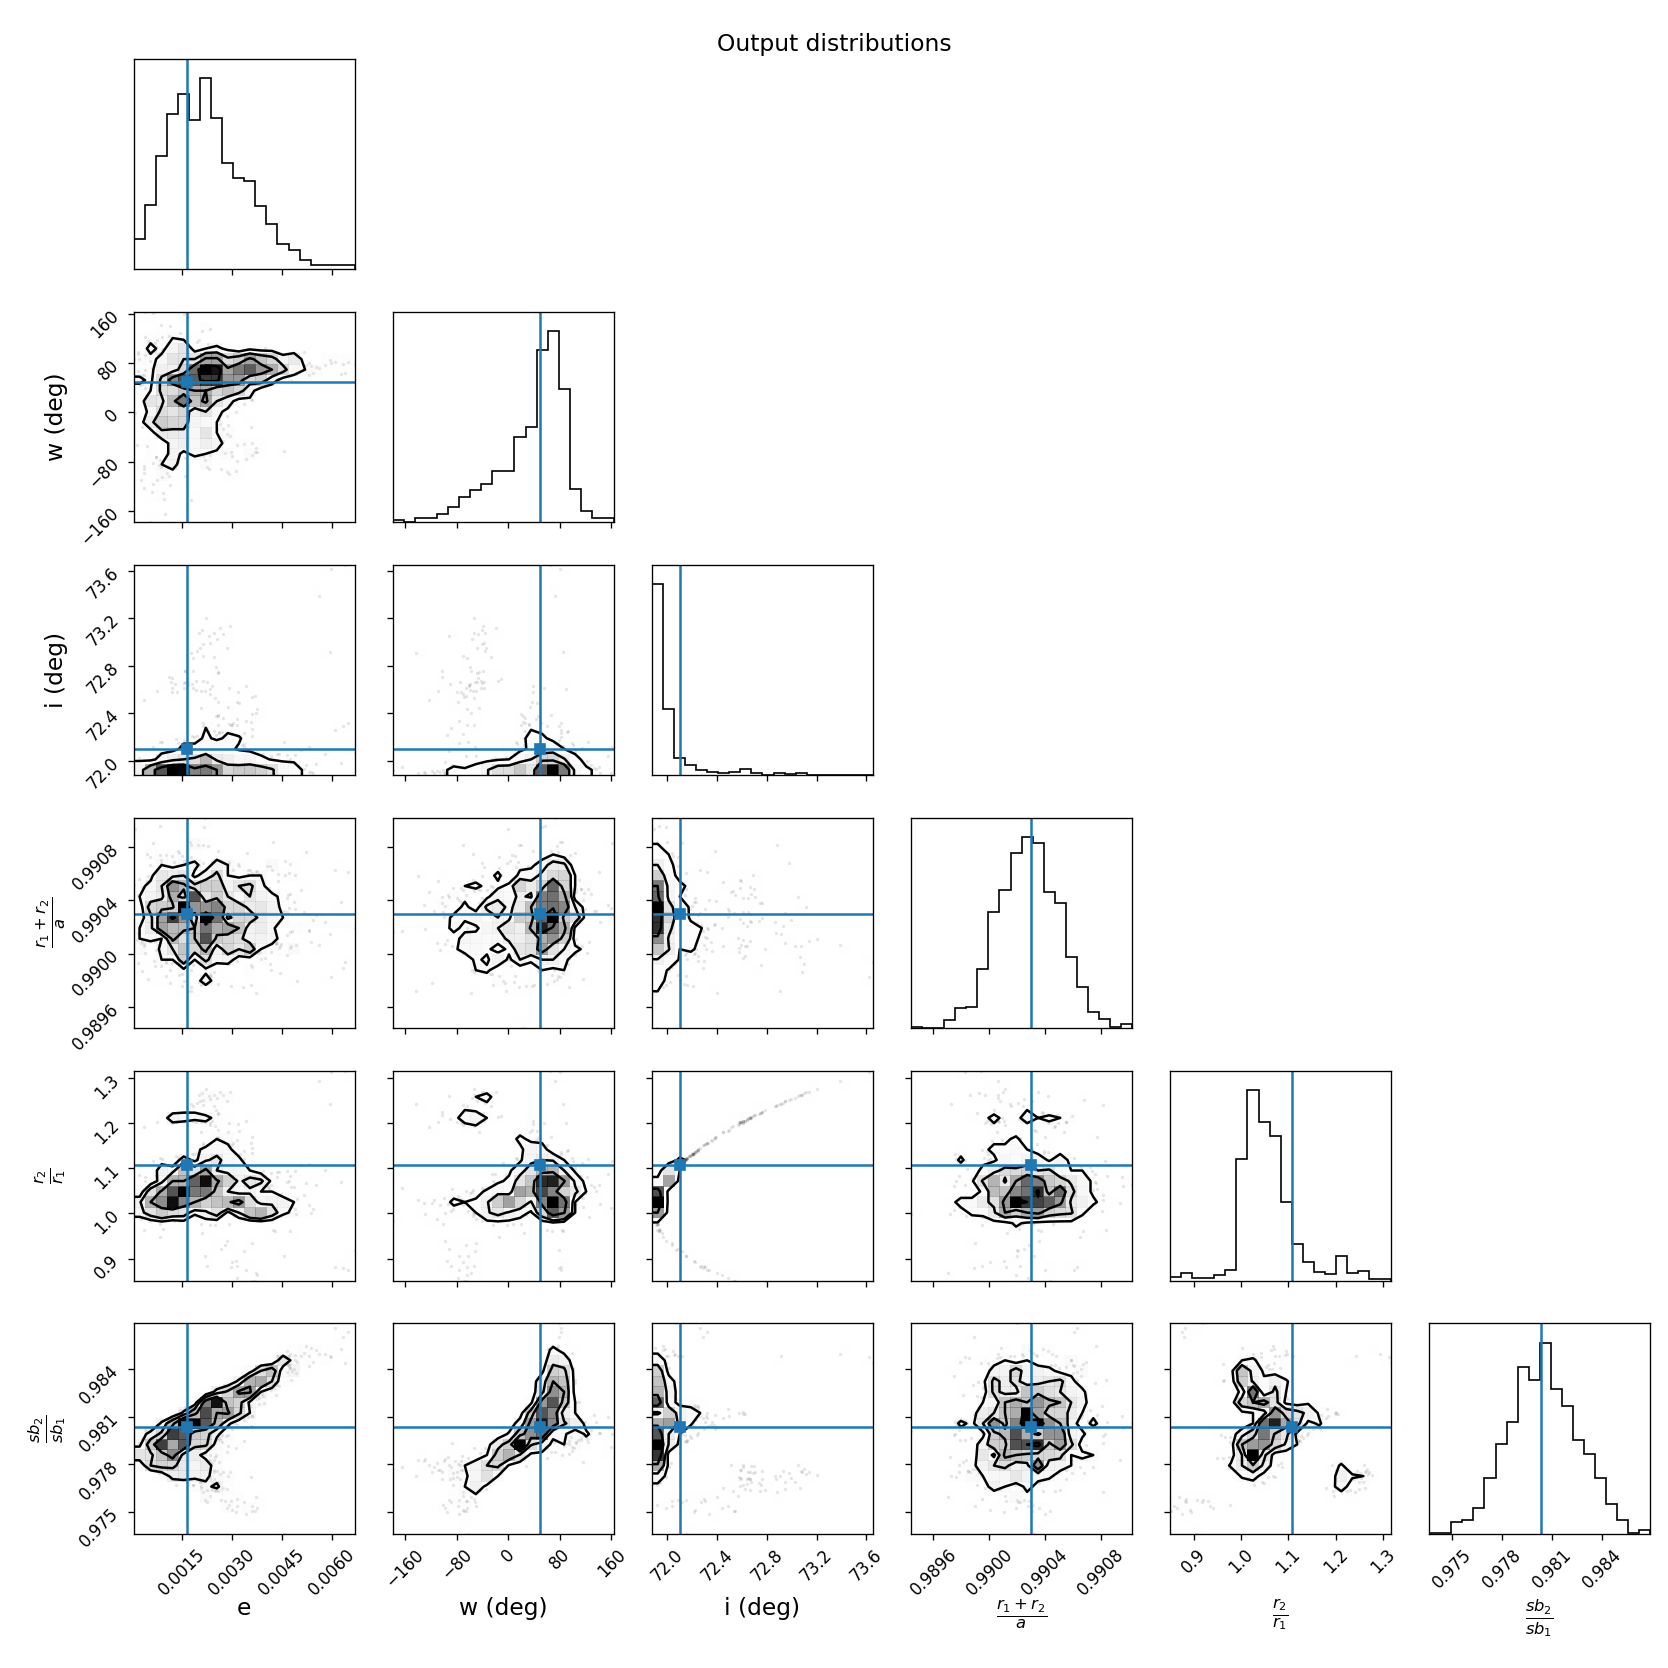 Output distributions
160
80
0
−80
−160
w (deg)
73.6
73.2
72.8
72.4
72.0
i (deg)
0.9908
0.9904
0.9900
0.9896
r₁ + r₂
a
1.3
1.2
1.1
1.0
0.9
r₂
r₁
0.984
0.981
0.978
0.975
sb₂
sb₁
0.0015 0.0030 0.0045 0.0060
−160 −80 0 80 160
72.0 72.4 72.8 73.2 73.6
0.9896 0.9900 0.9904 0.9908
0.9 1.0 1.1 1.2 1.3
0.975 0.978 0.981 0.984
e
w (deg)
i (deg)
r₁ + r₂
a
r₂
r₁
sb₂
sb₁